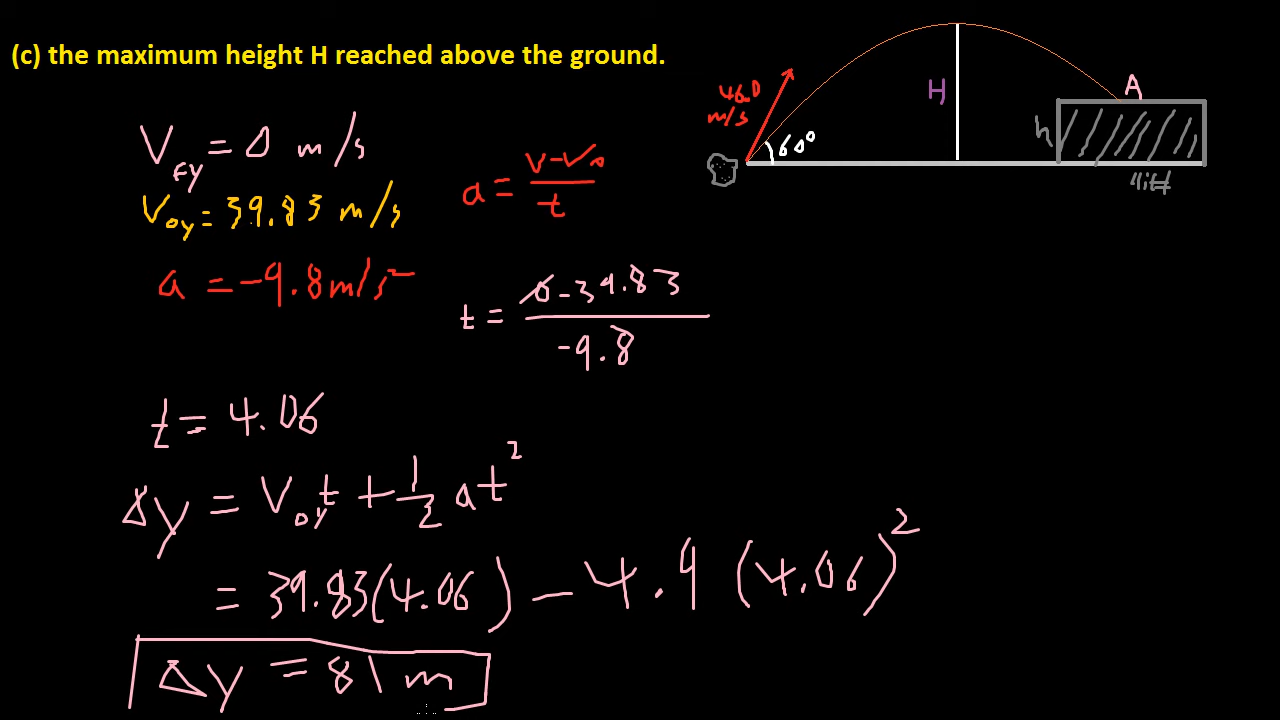 (c) the maximum height H reached above the ground.
V_Fy = 0 m/s
V_oy = 39.83 m/s
a = -9.8 m/s²
a = (v - v₀)/t
t = (0 - 39.83)/(-9.8)
t = 4.06
Δy = V_oy t + 1/2 at²
= 39.83(4.06) - 4.9 (4.06)²
Δy = 81 m
46.0
m/s
60°
H
A
h